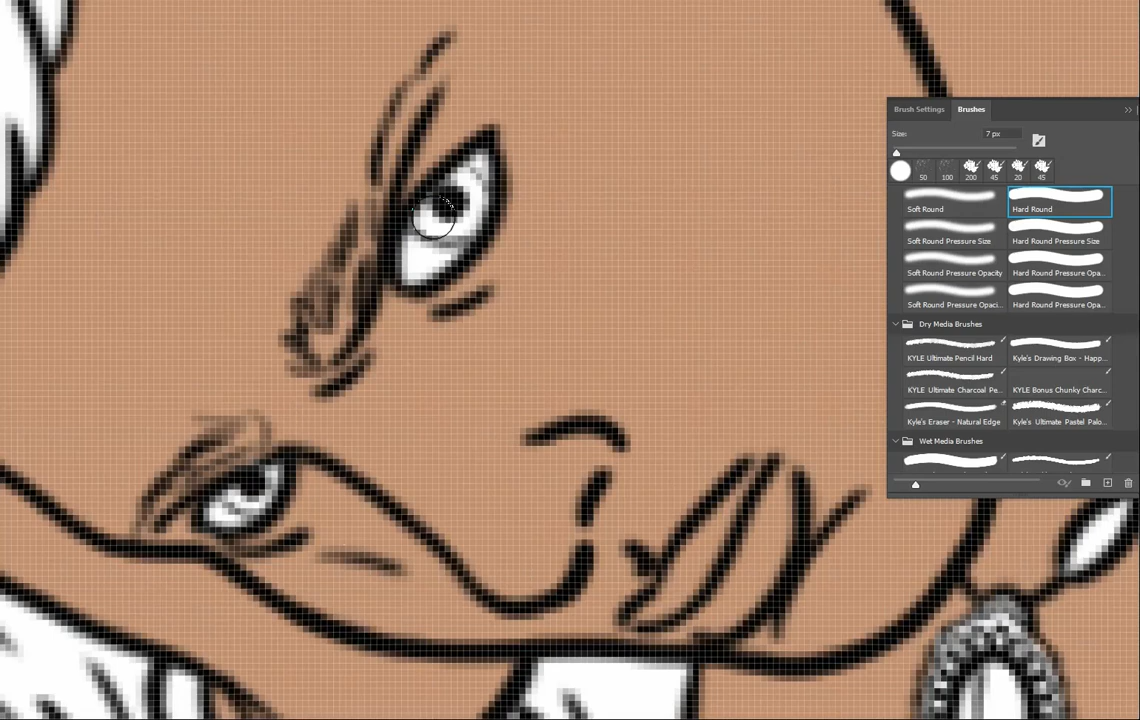 Brush Settings Brushes
Size: 7 px
50 100 200 45 20 45
Soft Round Hard Round
Soft Round Pressure Size Hard Round Pressure Size
Soft Round Pressure Opacity Hard Round Pressure Opa...
Soft Round Pressure Opaci... Hard Round Pressure Opa...
Dry Media Brushes
KYLE Ultimate Pencil Hard Kyle's Drawing Box - Happ...
KYLE Ultimate Charcoal Pe... KYLE Bonus Chunky Charc...
Kyle's Eraser - Natural Edge Kyle's Ultimate Pastel Palo...
Wet Media Brushes